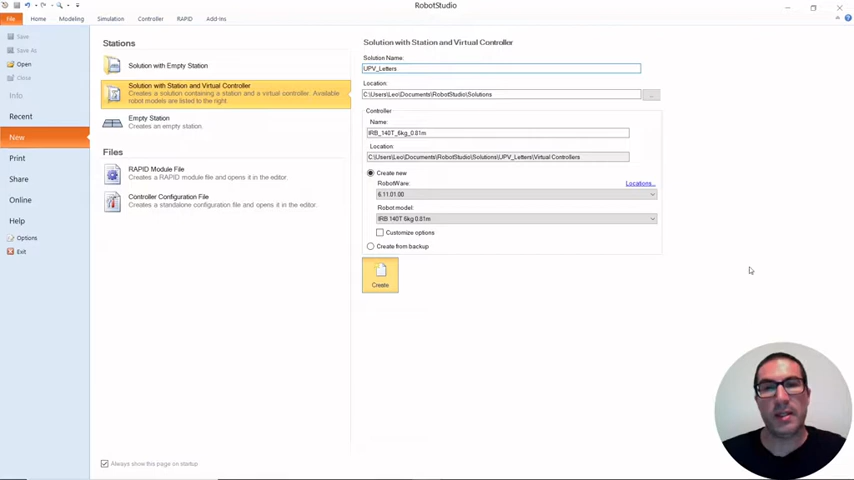 RobotStudio
File
Home
Modeling
Simulation
Controller
RAPID
Add-Ins
Save
Save As
Open
Close
Info
Recent
New
Print
Share
Online
Help
Options
Exit
Stations
Solution with Empty Station
Solution with Station and Virtual Controller
Creates a solution containing a station and a virtual controller. Available
robot models are listed to the right.
Empty Station
Creates an empty station.
Files
RAPID Module File
Creates a RAPID module file and opens it in the editor.
Controller Configuration File
Creates a standalone configuration file and opens it in the editor.
Always show this page on startup
Solution with Station and Virtual Controller
Solution Name:
UPV_Letters
Location:
C:\Users\Leo\Documents\RobotStudio\Solutions
...
Controller
Name:
IRB_140T_6kg_0.81m
Location:
C:\Users\Leo\Documents\RobotStudio\Solutions\UPV_Letters\Virtual Controllers
Create new
RobotWare:
Locations...
6.11.01.00
Robot model:
IRB 140T 6kg 0.81m
Customize options
Create from backup
Create